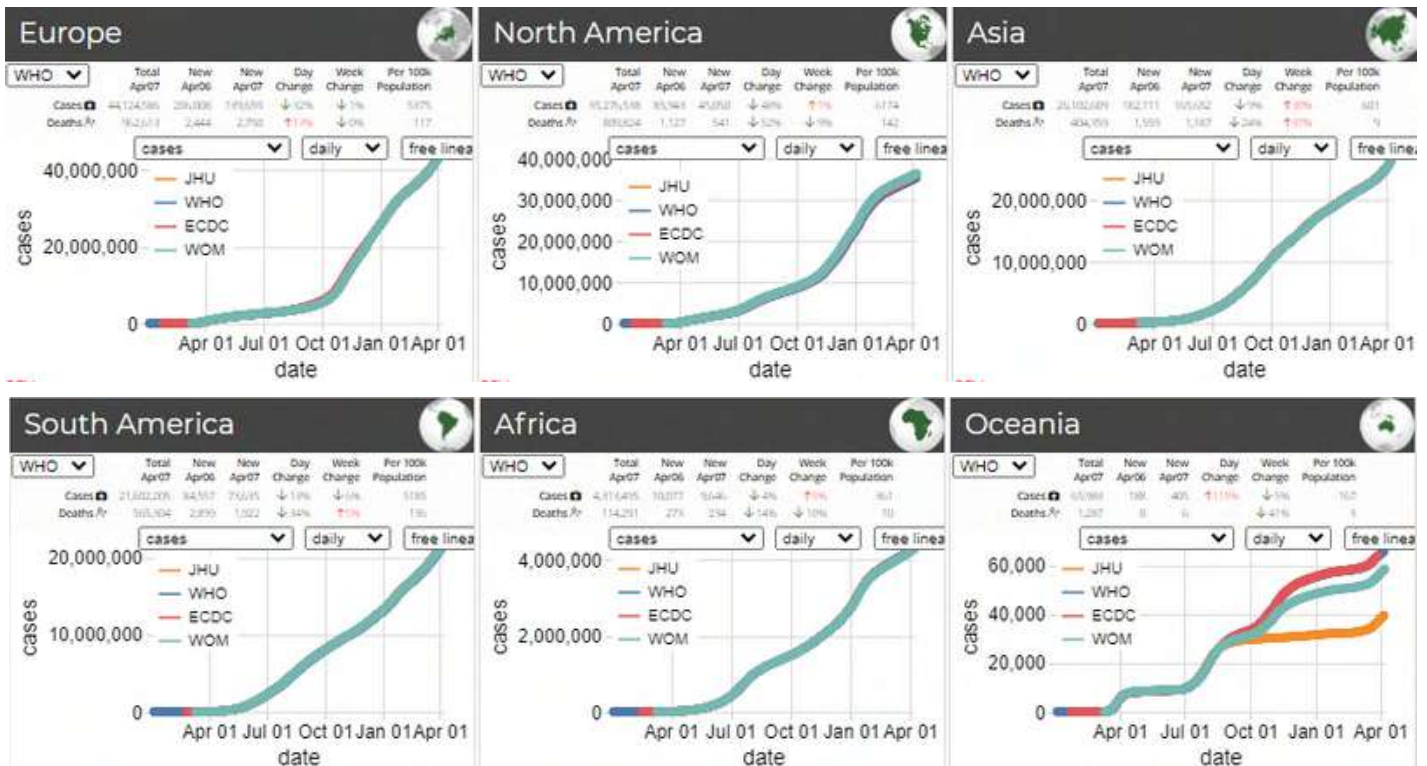 Europe
WHO
Total New New Day Week Per 100k
Apr07 Apr06 Apr07 Change Change Population
Cases
Deaths 2,444 117
cases daily free linea
40,000,000
20,000,000
0
cases
JHU
WHO
ECDC
WOM
Apr 01 Jul 01 Oct 01 Jan 01 Apr 01
date
North America
WHO
Total New New Day Week Per 100k
Apr07 Apr06 Apr07 Change Change Population
Cases
Deaths 1,127 541 142
cases daily free linea
40,000,000
30,000,000
20,000,000
10,000,000
0
cases
JHU
WHO
ECDC
WOM
Apr 01 Jul 01 Oct 01 Jan 01 Apr 01
date
Asia
WHO
Total New New Day Week Per 100k
Apr07 Apr06 Apr07 Change Change Population
Cases
Deaths
cases daily free linea
20,000,000
10,000,000
0
cases
JHU
WHO
ECDC
WOM
Apr 01 Jul 01 Oct 01 Jan 01 Apr 01
date
South America
WHO
Total New New Day Week Per 100k
Apr07 Apr06 Apr07 Change Change Population
Cases
Deaths
cases daily free linea
20,000,000
10,000,000
0
cases
JHU
WHO
ECDC
WOM
Apr 01 Jul 01 Oct 01 Jan 01 Apr 01
date
Africa
WHO
Total New New Day Week Per 100k
Apr07 Apr06 Apr07 Change Change Population
Cases
Deaths
cases daily free linea
4,000,000
2,000,000
0
cases
JHU
WHO
ECDC
WOM
Apr 01 Jul 01 Oct 01 Jan 01 Apr 01
date
Oceania
WHO
Total New New Day Week Per 100k
Apr07 Apr06 Apr07 Change Change Population
Cases
Deaths
cases daily free linea
60,000
40,000
20,000
0
cases
JHU
WHO
ECDC
WOM
Apr 01 Jul 01 Oct 01 Jan 01 Apr 01
date